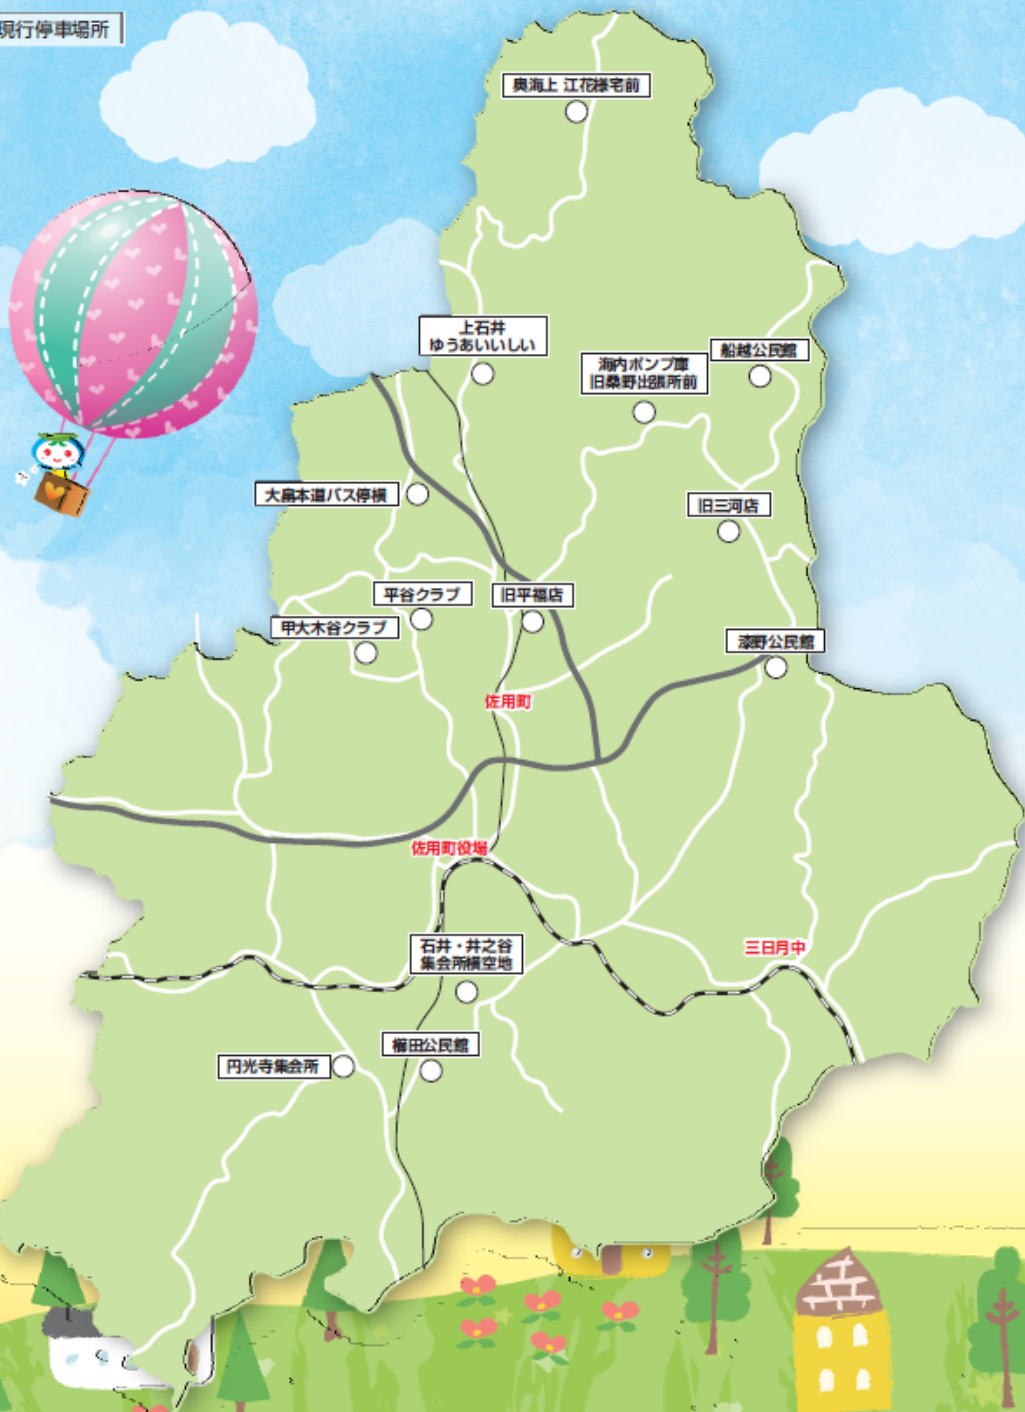 現行停車場所
奥海上 江花様宅前
上石井
ゆうあいいしい
海内ポンプ庫
旧桑野出張所前
船越公民館
大畠本道バス停横
旧三河店
平谷クラブ
旧平福店
甲大木谷クラブ
漆野公民館
佐用町
佐用町役場
石井・井之谷
集会所横空地
三日月中
櫛田公民館
円光寺集会所